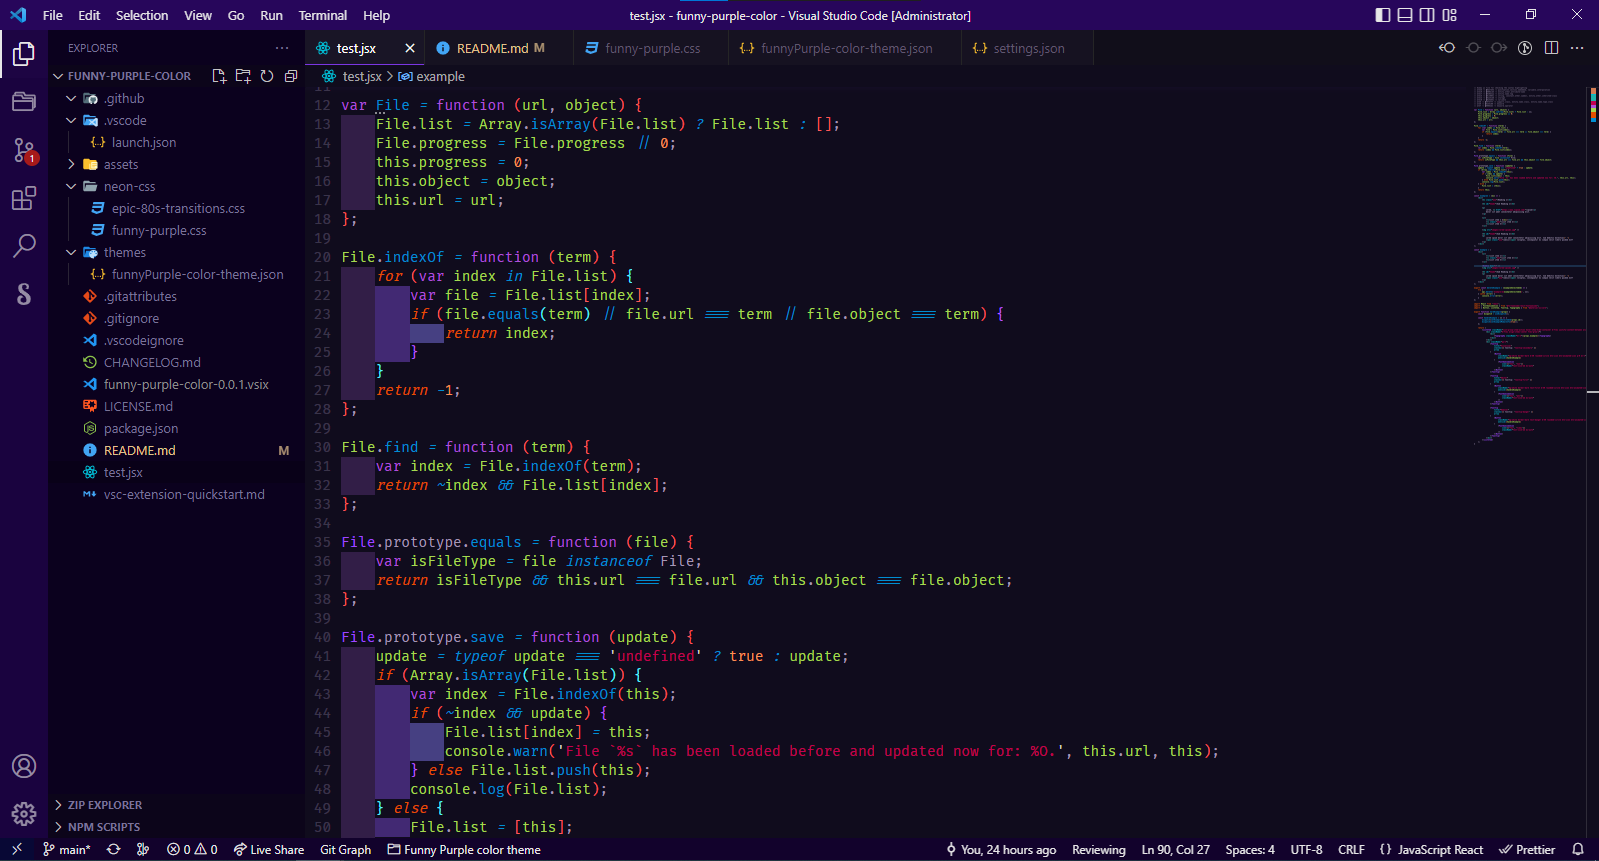 File Edit Selection View Go Run Terminal Help test.jsx - funny-purple-color - Visual Studio Code [Administrator]
EXPLORER ···
FUNNY-PURPLE-COLOR
.github
.vscode
launch.json
assets
neon-css
epic-80s-transitions.css
funny-purple.css
themes
funnyPurple-color-theme.json
.gitattributes
.gitignore
.vscodeignore
CHANGELOG.md
funny-purple-color-0.0.1.vsix
LICENSE.md
package.json
README.md M
test.jsx
vsc-extension-quickstart.md
ZIP EXPLORER
NPM SCRIPTS
1
test.jsx README.md M funny-purple.css funnyPurple-color-theme.json settings.json
test.jsx > example
11
12 var File = function (url, object) {
13 File.list = Array.isArray(File.list) ? File.list : [];
14 File.progress = File.progress || 0;
15 this.progress = 0;
16 this.object = object;
17 this.url = url;
18 };
19
20 File.indexOf = function (term) {
21 for (var index in File.list) {
22 var file = File.list[index];
23 if (file.equals(term) || file.url === term || file.object === term) {
24 return index;
25 }
26 }
27 return -1;
28 };
29
30 File.find = function (term) {
31 var index = File.indexOf(term);
32 return ~index && File.list[index];
33 };
34
35 File.prototype.equals = function (file) {
36 var isFileType = file instanceof File;
37 return isFileType && this.url === file.url && this.object === file.object;
38 };
39
40 File.prototype.save = function (update) {
41 update = typeof update === 'undefined' ? true : update;
42 if (Array.isArray(File.list)) {
43 var index = File.indexOf(this);
44 if (~index && update) {
45 File.list[index] = this;
46 console.warn('File `%s` has been loaded before and updated now for: %O.', this.url, this);
47 } else File.list.push(this);
48 console.log(File.list);
49 } else {
50 File.list = [this];
main* 0 0 Live Share Git Graph Funny Purple color theme You, 24 hours ago Reviewing Ln 90, Col 27 Spaces: 4 UTF-8 CRLF {} JavaScript React Prettier